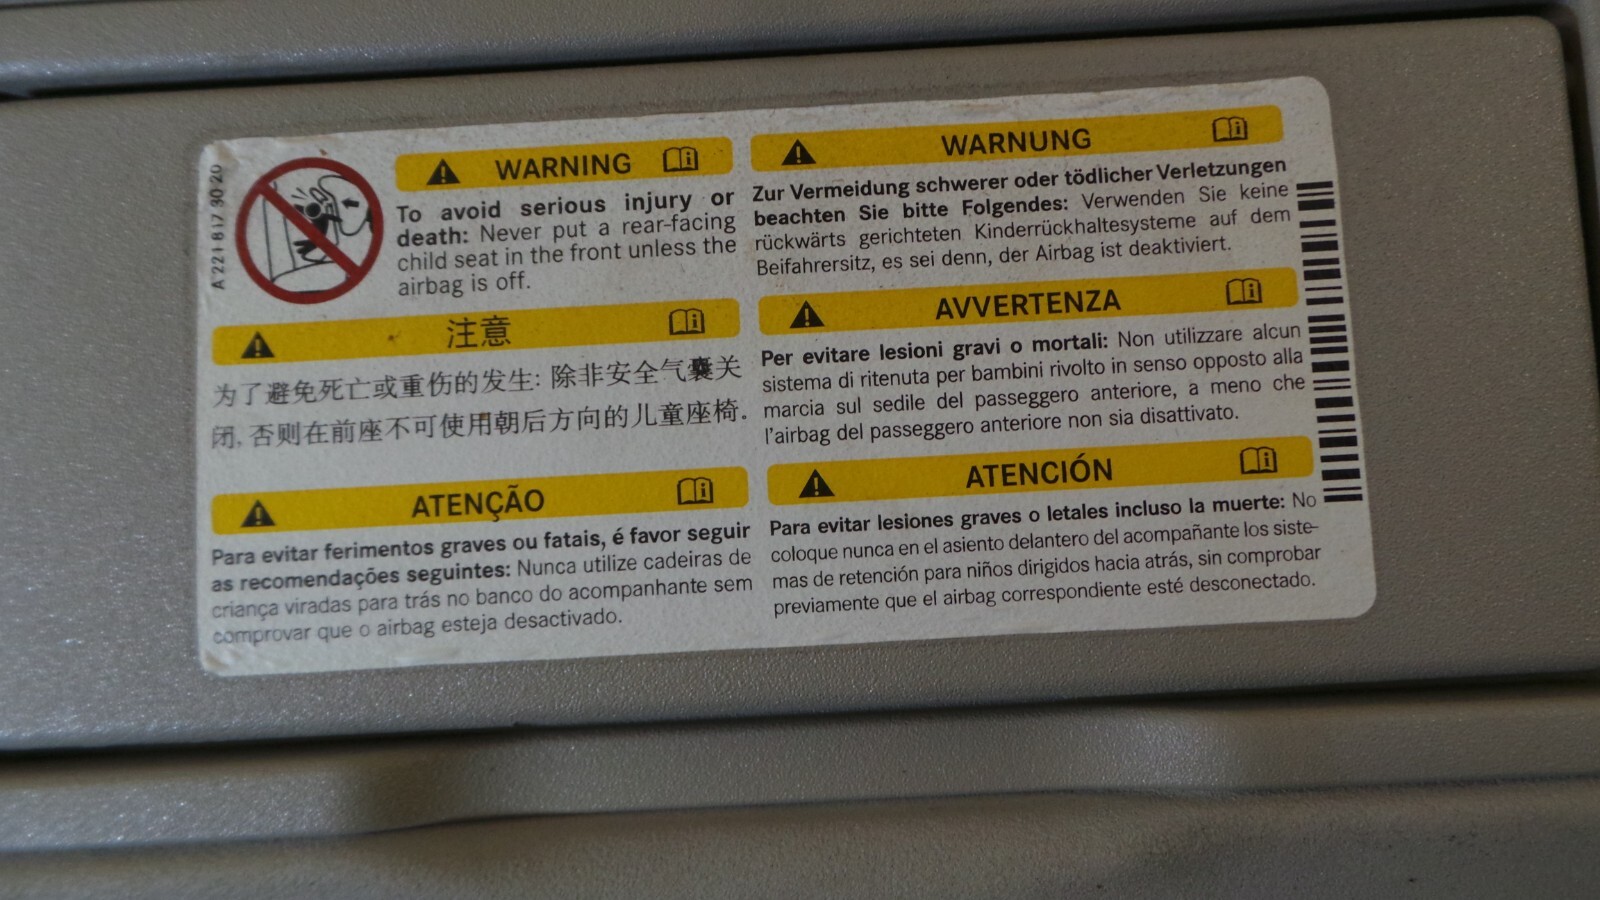 A 221 817 30 20
WARNING
To avoid serious injury or
death: Never put a rear-facing
child seat in the front unless the
airbag is off.
注意
为了避免死亡或重伤的发生: 除非安全气囊关
闭, 否则在前座不可使用朝后方向的儿童座椅.
ATENÇÃO
Para evitar ferimentos graves ou fatais, é favor seguir
as recomendações seguintes: Nunca utilize cadeiras de
criança viradas para trás no banco do acompanhante sem
comprovar que o airbag esteja desactivado.
WARNUNG
Zur Vermeidung schwerer oder tödlicher Verletzungen
beachten Sie bitte Folgendes: Verwenden Sie keine
rückwärts gerichteten Kinderrückhaltesysteme auf dem
Beifahrersitz, es sei denn, der Airbag ist deaktiviert.
AVVERTENZA
Per evitare lesioni gravi o mortali: Non utilizzare alcun
sistema di ritenuta per bambini rivolto in senso opposto alla
marcia sul sedile del passeggero anteriore, a meno che
l'airbag del passeggero anteriore non sia disattivato.
ATENCIÓN
Para evitar lesiones graves o letales incluso la muerte: No
coloque nunca en el asiento delantero del acompañante los siste-
mas de retención para niños dirigidos hacia atrás, sin comprobar
previamente que el airbag correspondiente esté desconectado.